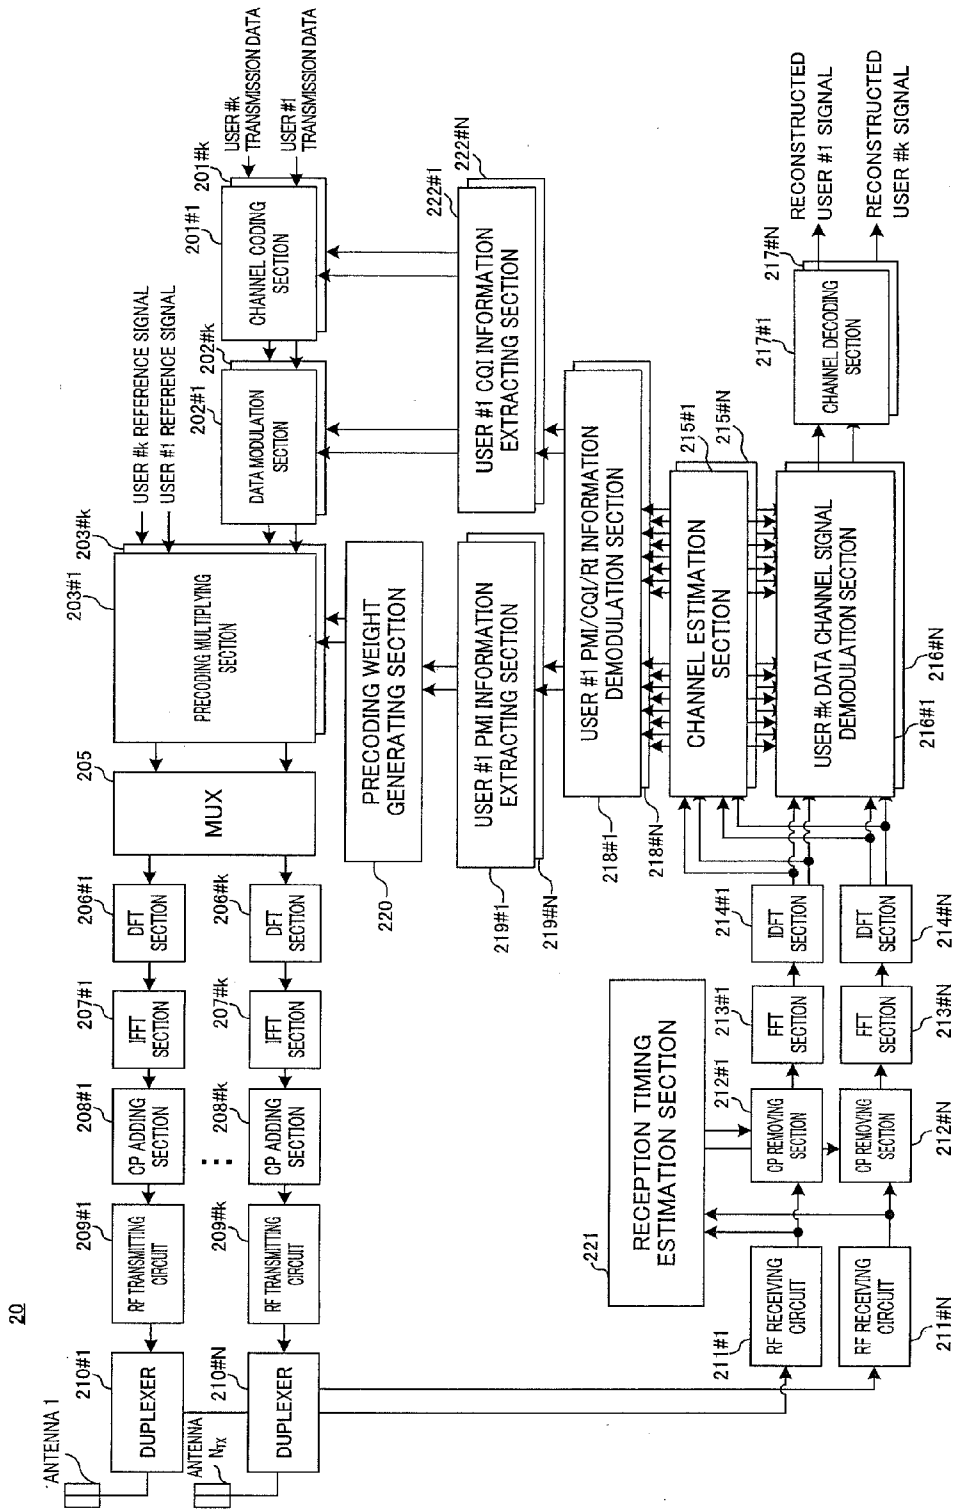 20
ANTENNA 1
210#1
DUPLEXER
ANTENNA
NTX
210#N
DUPLEXER
209#1
RF TRANSMITTING
CIRCUIT
209#k
RF TRANSMITTING
CIRCUIT
208#1
CP ADDING
SECTION
208#k
CP ADDING
SECTION
207#1
IFFT
SECTION
207#k
IFFT
SECTION
206#1
DFT
SECTION
206#k
DFT
SECTION
205
MUX
203#1
203#k
PRECODING MULTIPLYING
SECTION
USER #k REFERENCE SIGNAL
USER #1 REFERENCE SIGNAL
202#1
202#k
DATA MODULATION
SECTION
201#1
201#k
CHANNEL CODING
SECTION
USER #k
TRANSMISSION DATA
USER #1
TRANSMISSION DATA
220
PRECODING WEIGHT
GENERATING SECTION
219#1
219#N
USER #1 PMI INFORMATION
EXTRACTING SECTION
222#1
222#N
USER #1 CQI INFORMATION
EXTRACTING SECTION
218#1
218#N
USER #1 PMI/CQI/RI INFORMATION
DEMODULATION SECTION
215#1
215#N
CHANNEL ESTIMATION
SECTION
USER #k DATA CHANNEL SIGNAL
DEMODULATION SECTION
216#1
216#N
217#1
217#N
CHANNEL DECODING
SECTION
RECONSTRUCTED
USER #1 SIGNAL
RECONSTRUCTED
USER #k SIGNAL
221
RECEPTION TIMING
ESTIMATION SECTION
211#1
RF RECEIVING
CIRCUIT
RF RECEIVING
CIRCUIT
211#N
212#1
CP REMOVING
SECTION
CP REMOVING
SECTION
212#N
213#1
FFT
SECTION
FFT
SECTION
213#N
214#1
IDFT
SECTION
IDFT
SECTION
214#N